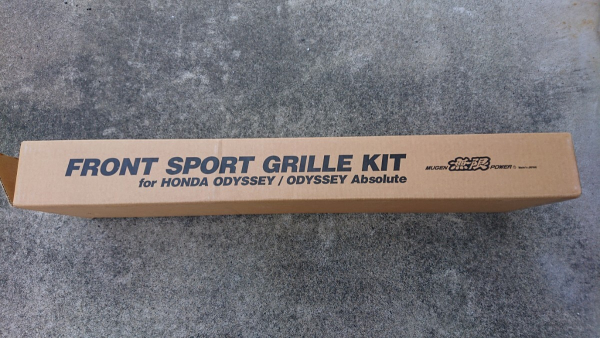 FRONT SPORT GRILLE KIT
for HONDA ODYSSEY / ODYSSEY Absolute
MUGEN 無限 POWER